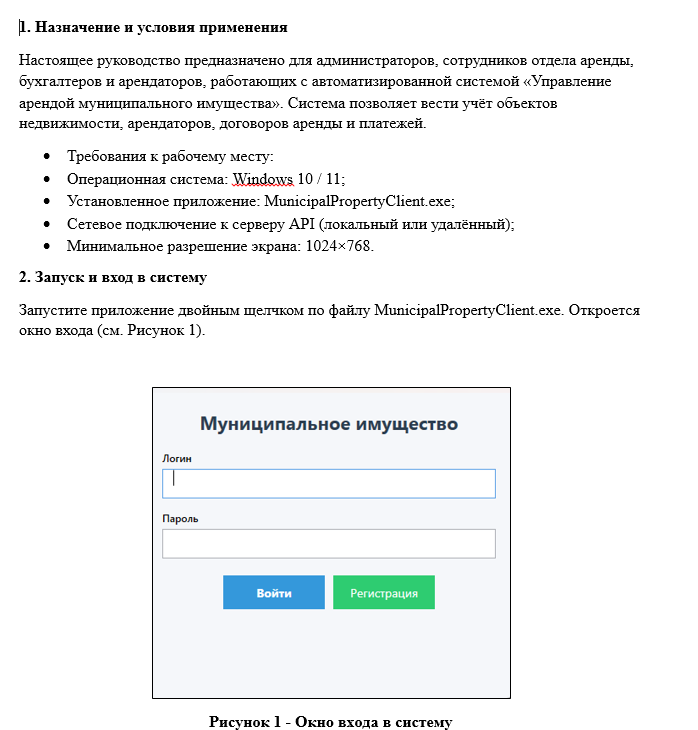 1. Назначение и условия применения
Настоящее руководство предназначено для администраторов, сотрудников отдела аренды,
бухгалтеров и арендаторов, работающих с автоматизированной системой «Управление
арендой муниципального имущества». Система позволяет вести учёт объектов
недвижимости, арендаторов, договоров аренды и платежей.
• Требования к рабочему месту:
• Операционная система: Windows 10 / 11;
• Установленное приложение: MunicipalPropertyClient.exe;
• Сетевое подключение к серверу API (локальный или удалённый);
• Минимальное разрешение экрана: 1024×768.
2. Запуск и вход в систему
Запустите приложение двойным щелчком по файлу MunicipalPropertyClient.exe. Откроется
окно входа (см. Рисунок 1).
Муниципальное имущество
Логин
Пароль
Войти Регистрация
Рисунок 1 - Окно входа в систему